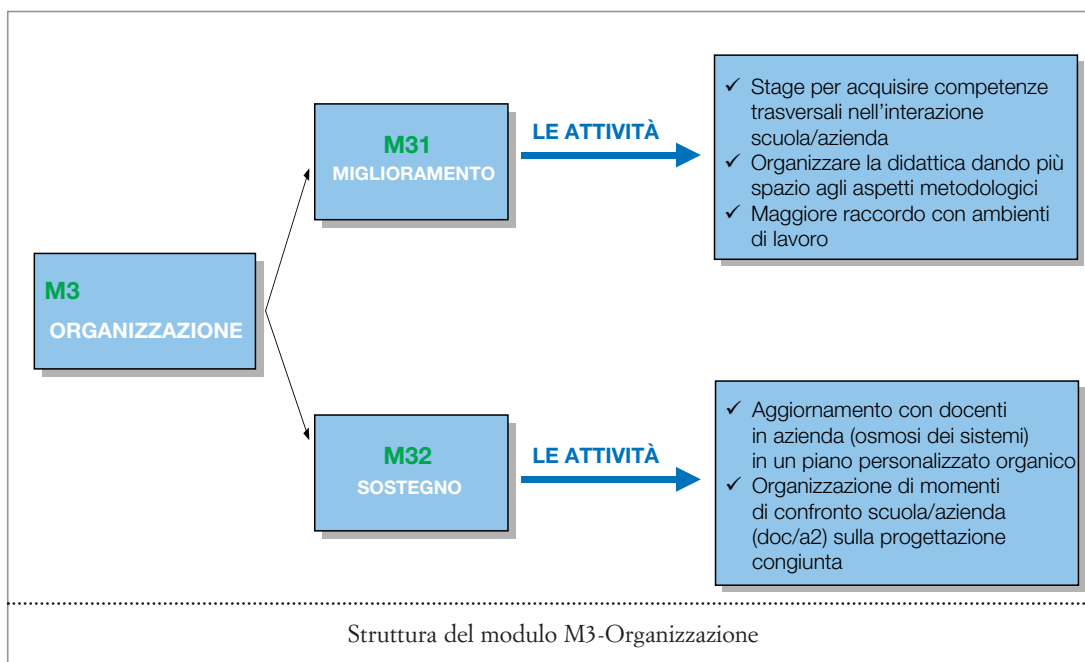 M3
ORGANIZZAZIONE
M31
MIGLIORAMENTO
LE ATTIVITÀ
✓ Stage per acquisire competenze
trasversali nell'interazione
scuola/azienda
✓ Organizzare la didattica dando più
spazio agli aspetti metodologici
✓ Maggiore raccordo con ambienti
di lavoro
M32
SOSTEGNO
LE ATTIVITÀ
✓ Aggiornamento con docenti
in azienda (osmosi dei sistemi)
in un piano personalizzato organico
✓ Organizzazione di momenti
di confronto scuola/azienda
(doc/a2) sulla progettazione
congiunta
Struttura del modulo M3-Organizzazione